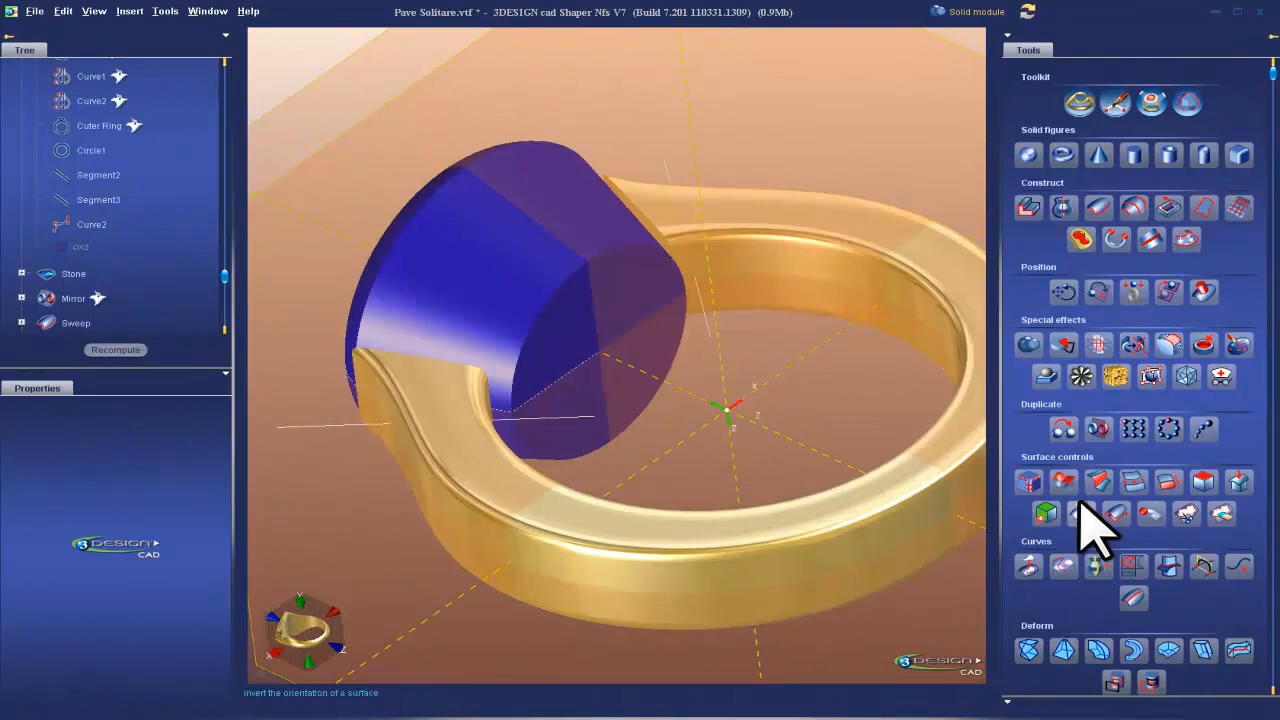 File Edit View Insert Tools Window Help
Pave Solitare.vtf * - 3DESIGN cad Shaper Nfs V7 (Build 7.201 110331.1309) (0.9Mb)
Solid module
Tree
Curve1
Curve2
Outer Ring
Circle1
Segment2
Segment3
Curve2
OXZ
Stone
Mirror
Sweep
Recompute
Properties
3DESIGN
CAD
X
Z
Z
Y
X
Z
3DESIGN
CAD
invert the orientation of a surface
Tools
Toolkit
Solid figures
Construct
Position
Special effects
Duplicate
Surface controls
Curves
Deform